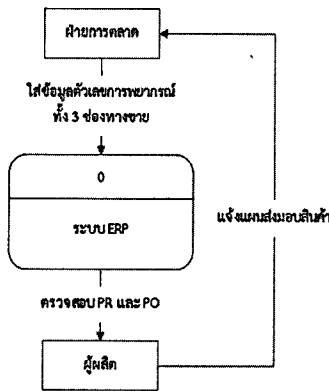 ฝ่ายการตลาด
ใส่ข้อมูลตัวเลขการพยากรณ์
ทั้ง 3 ช่องทางขาย
0
ระบบ ERP
แจ้งแผนส่งมอบสินค้า
ตรวจสอบ PR และ PO
ผู้ผลิต